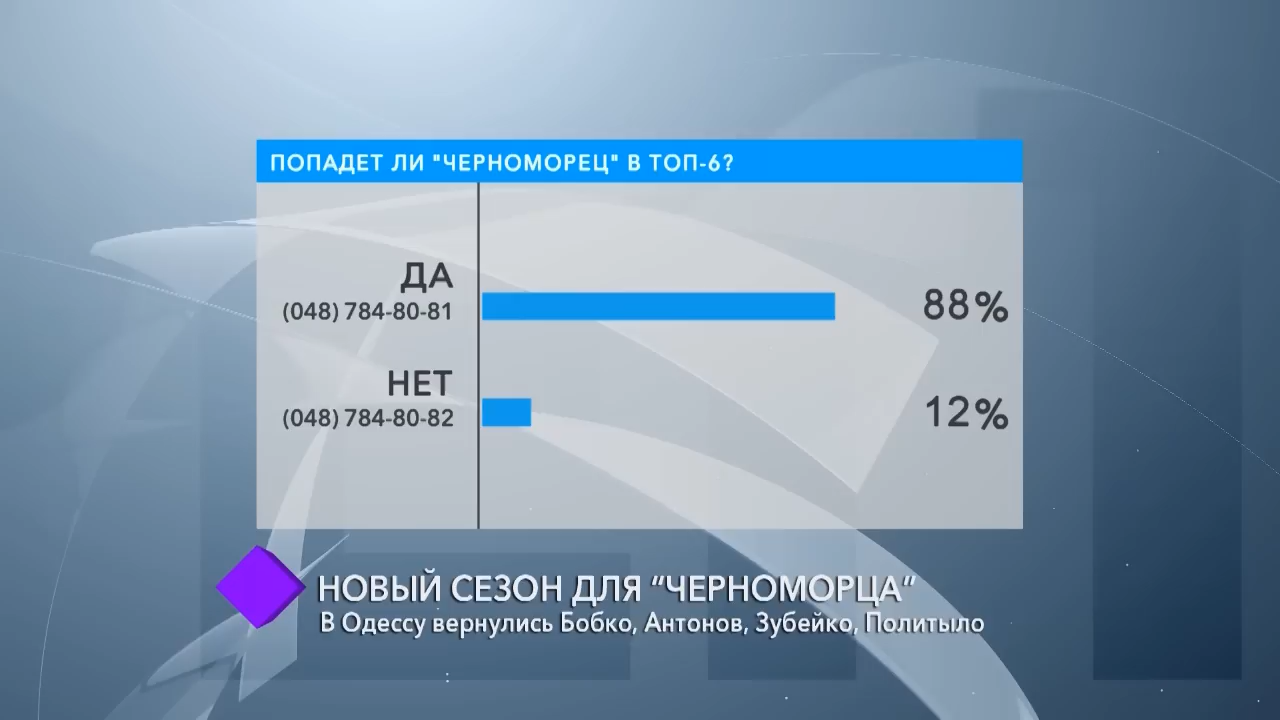 ПОПАДЕТ ЛИ "ЧЕРНОМОРЕЦ" В ТОП-6?
ДА
(048) 784-80-81
88%
НЕТ
(048) 784-80-82
12%
НОВЫЙ СЕЗОН ДЛЯ “ЧЕРНОМОРЦА”
В Одессу вернулись Бобко, Антонов, Зубейко, Политыло